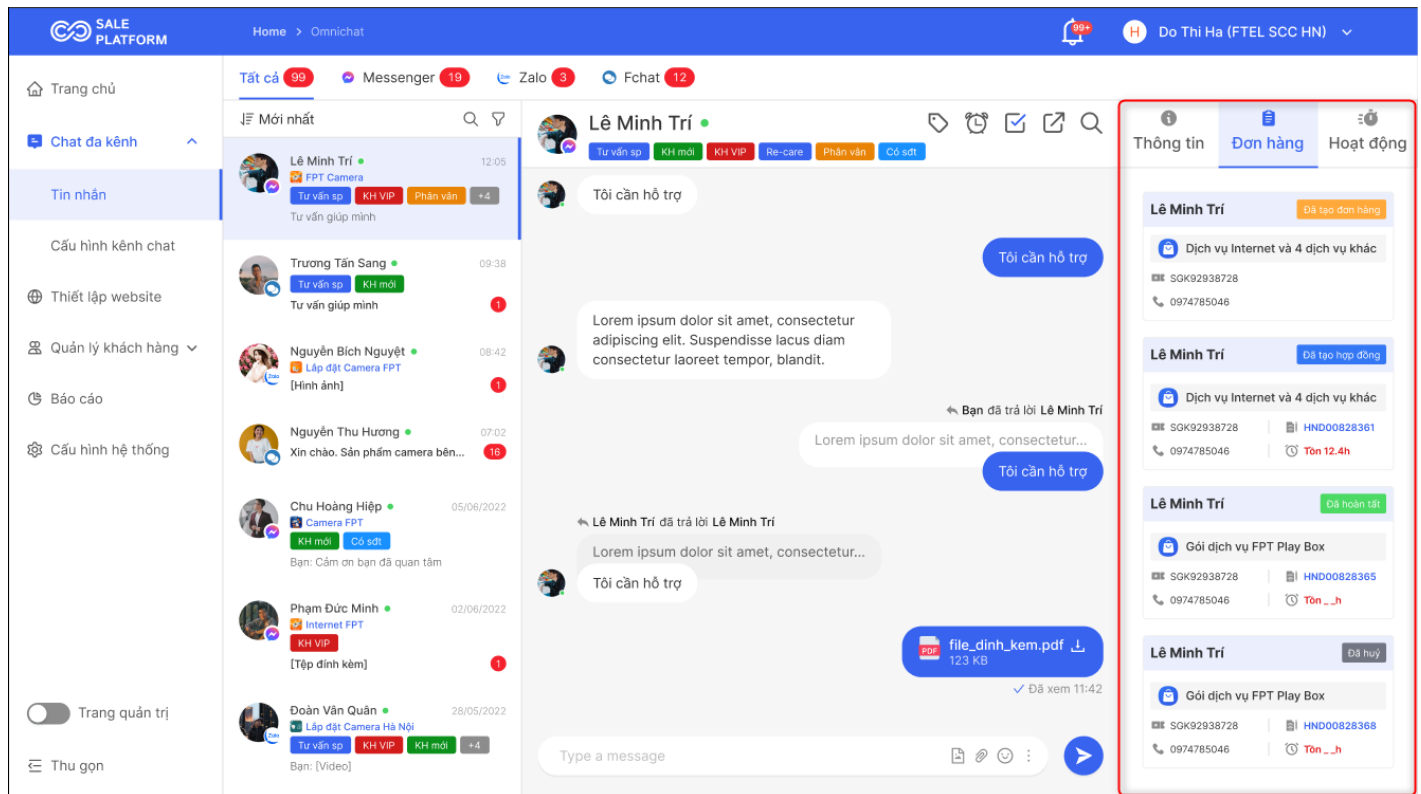 SALE
PLATFORM
Home > Omnichat
99+
H
Do Thi Ha (FTEL SCC HN)
Trang chủ
Chat đa kênh
Tin nhắn
Cấu hình kênh chat
Thiết lập website
Quản lý khách hàng
Báo cáo
Cấu hình hệ thống
Trang quản trị
Thu gọn
Tất cả 99
Messenger 19
Zalo 3
Fchat 12
Mới nhất
Lê Minh Trí 12:05
FPT Camera
Tư vấn sp KH VIP Phân vân +4
Tư vấn giúp mình
Trương Tấn Sang 09:38
Tư vấn sp KH mới
Tư vấn giúp mình 1
Nguyễn Bích Nguyệt 08:42
Lắp đặt Camera FPT
[Hình ảnh] 1
Nguyễn Thu Hương 07:02
Xin chào. Sản phẩm camera bên... 16
Chu Hoàng Hiệp 05/06/2022
Camera FPT
KH mới Có sđt
Bạn: Cảm ơn bạn đã quan tâm
Phạm Đức Minh 02/06/2022
Internet FPT
KH VIP
[Tệp đính kèm] 1
Đoàn Văn Quân 28/05/2022
Lắp đặt Camera Hà Nội
Tư vấn sp KH VIP KH mới +4
Bạn: [Video]
Lê Minh Trí
Tư vấn sp KH mới KH VIP Re-care Phân vân Có sđt
Tôi cần hỗ trợ
Tôi cần hỗ trợ
Lorem ipsum dolor sit amet, consectetur
adipiscing elit. Suspendisse lacus diam
consectetur laoreet tempor, blandit.
Bạn đã trả lời Lê Minh Trí
Lorem ipsum dolor sit amet, consectetur...
Tôi cần hỗ trợ
Lê Minh Trí đã trả lời Lê Minh Trí
Lorem ipsum dolor sit amet, consectetur...
Tôi cần hỗ trợ
PDF
file_dinh_kem.pdf
123 KB
Đã xem 11:42
Type a message
Thông tin
Đơn hàng
Hoạt động
Lê Minh Trí Đã tạo đơn hàng
Dịch vụ Internet và 4 dịch vụ khác
SGK92938728
0974785046
Lê Minh Trí Đã tạo hợp đồng
Dịch vụ Internet và 4 dịch vụ khác
SGK92938728 HND00828361
0974785046 Tồn 12.4h
Lê Minh Trí Đã hoàn tất
Gói dịch vụ FPT Play Box
SGK92938728 HND00828365
0974785046 Tồn _ _h
Lê Minh Trí Đã huỷ
Gói dịch vụ FPT Play Box
SGK92938728 HND00828368
0974785046 Tồn _ _h